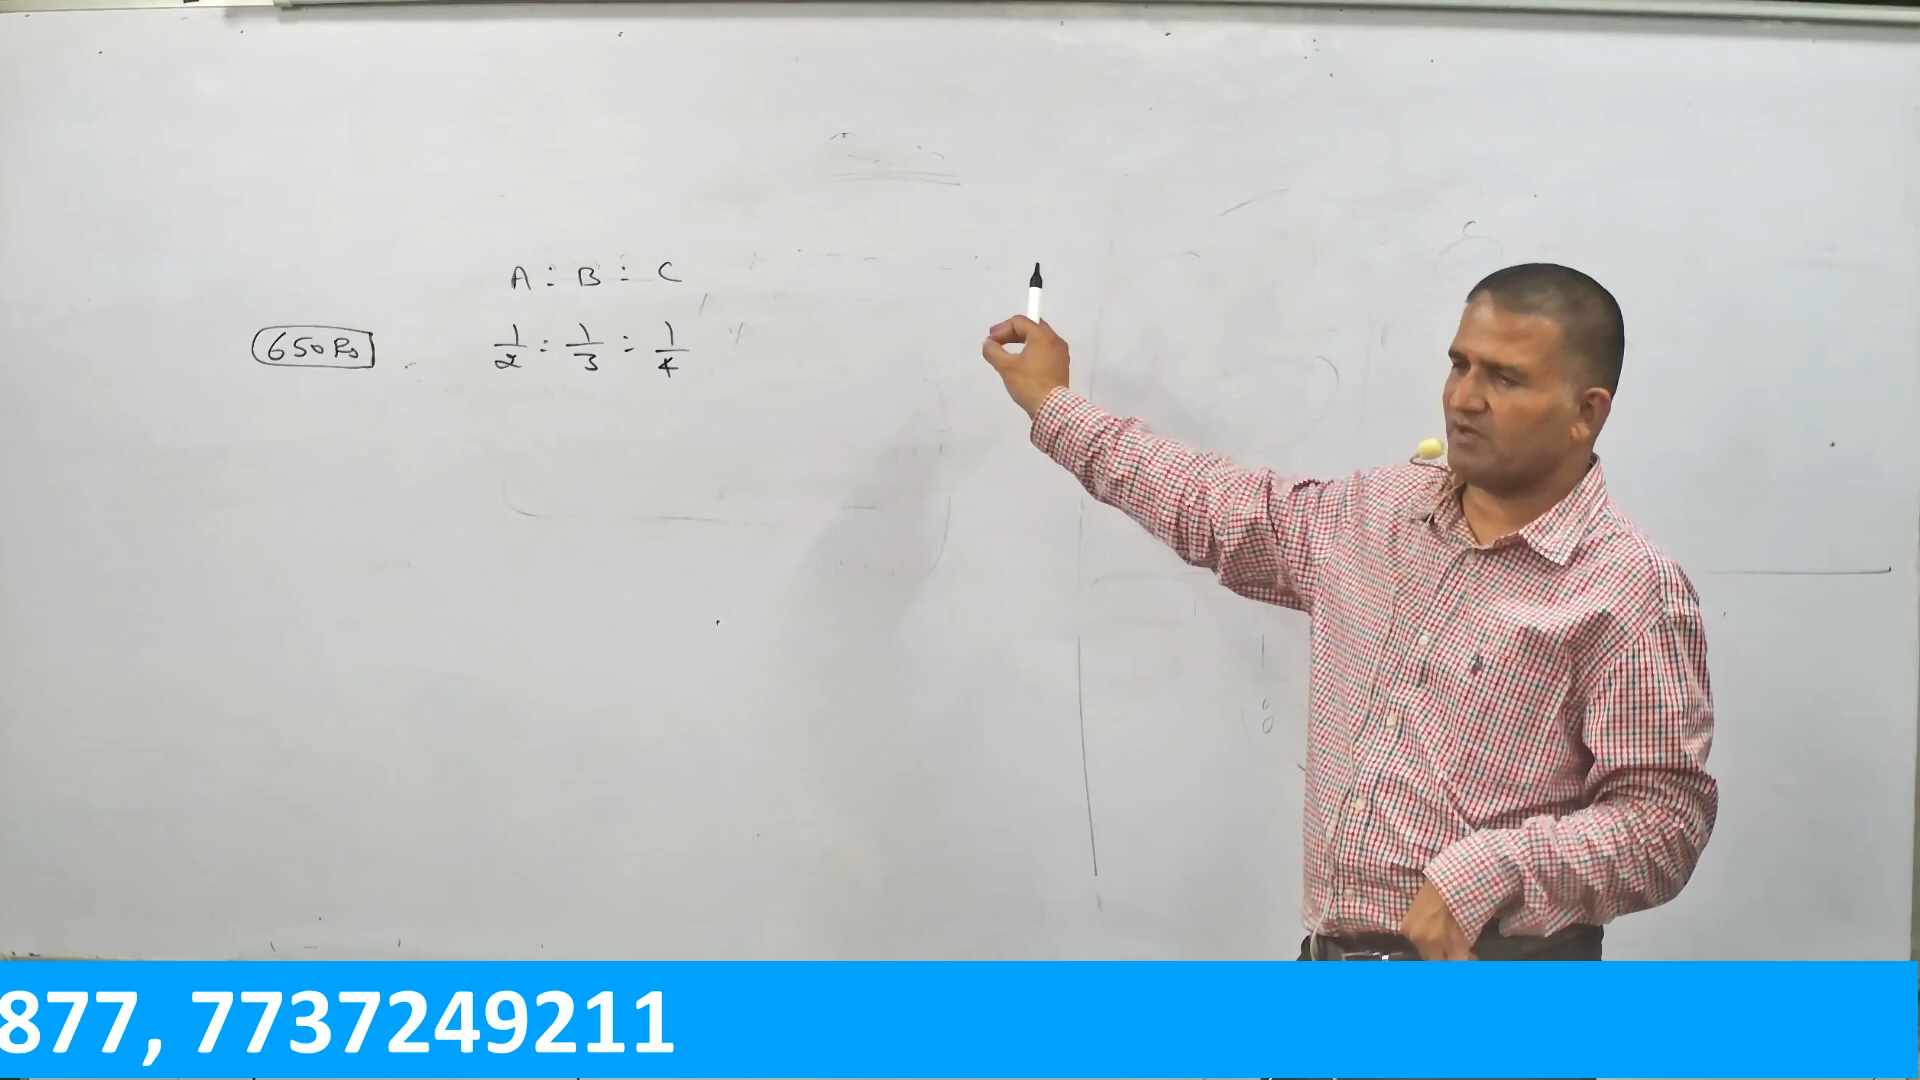 A : B : C
650 Rs
1/2 : 1/3 : 1/4
877, 7737249211